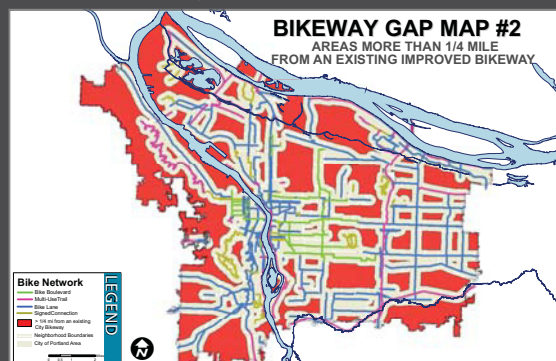 BIKEWAY GAP MAP #2
AREAS MORE THAN 1/4 MILE
FROM AN EXISTING IMPROVED BIKEWAY
Bike Network
Bike Boulevard
Multi-UseTrail
Bike Lane
SignedConnection
> 1/4 mi from an existing
City Bikeway
Neighborhood Boundaries
City of Portland Area
LEGEND
N